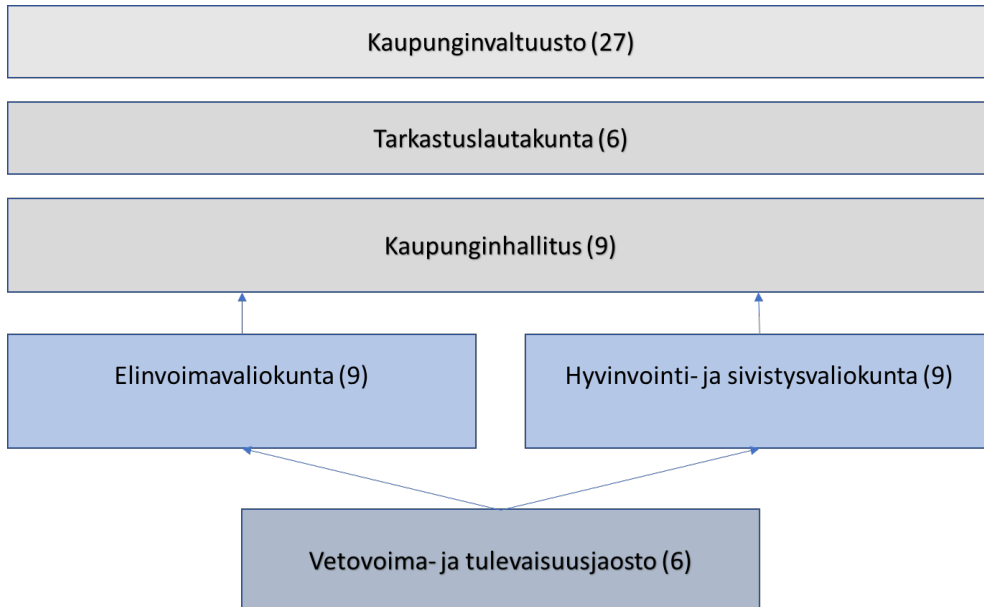 Kaupunginvaltuusto (27)
Tarkastuslautakunta (6)
Kaupunginhallitus (9)
Elinvoimavaliokunta (9)
Hyvinvointi- ja sivistysvaliokunta (9)
Vetovoima- ja tulevaisuusjaosto (6)